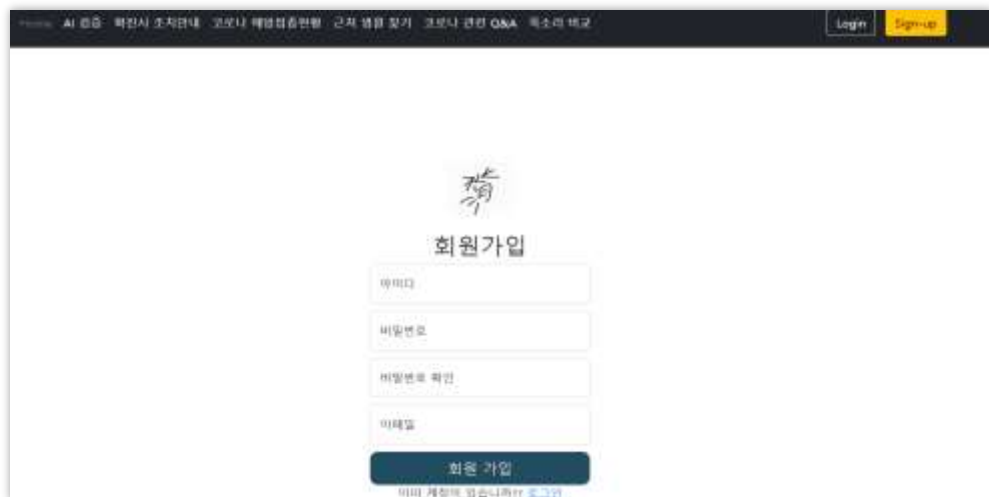 Home AI 검증 확진시 조치안내 코로나 예방접종현황 근처 병원 찾기 코로나 관련 Q&A 목소리 비교 Login Sign-up
회원가입
아이디
비밀번호
비밀번호 확인
이메일
회원 가입
이미 계정이 있습니까? 로그인